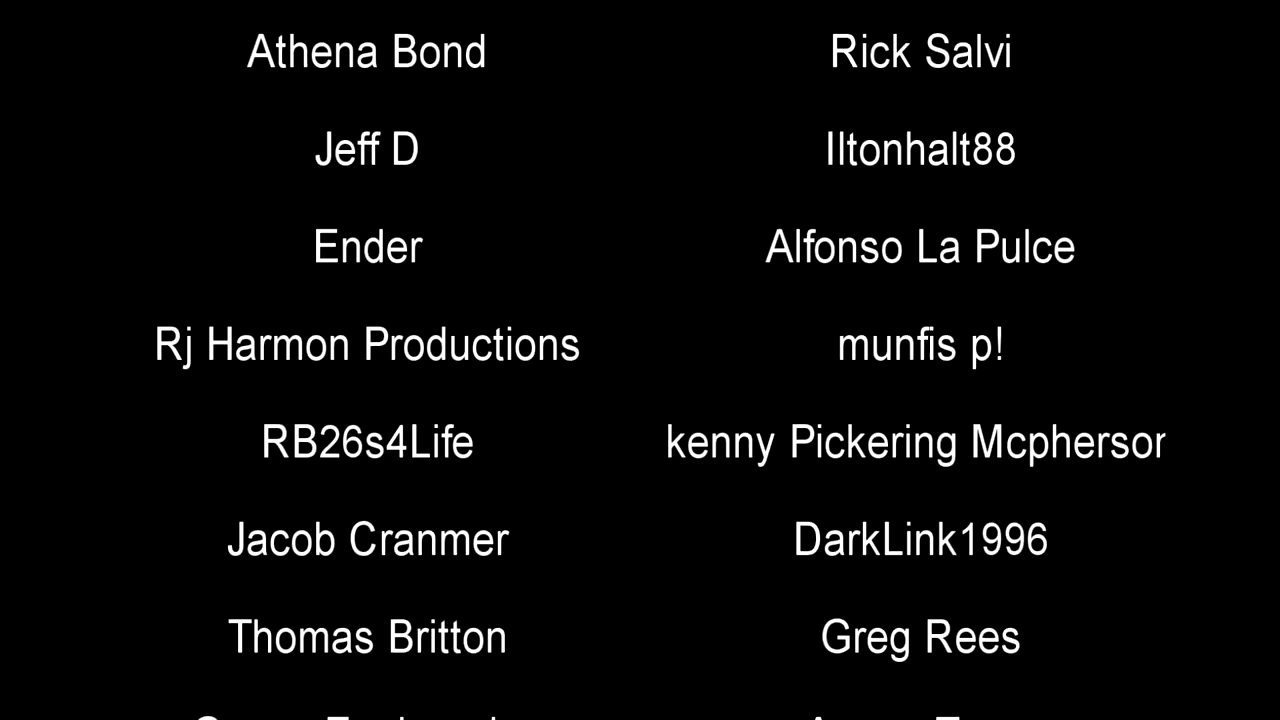 Athena Bond Rick Salvi
Jeff D Iltonhalt88
Ender Alfonso La Pulce
Rj Harmon Productions munfis p!
RB26s4Life kenny Pickering Mcpherson
Jacob Cranmer DarkLink1996
Thomas Britton Greg Rees